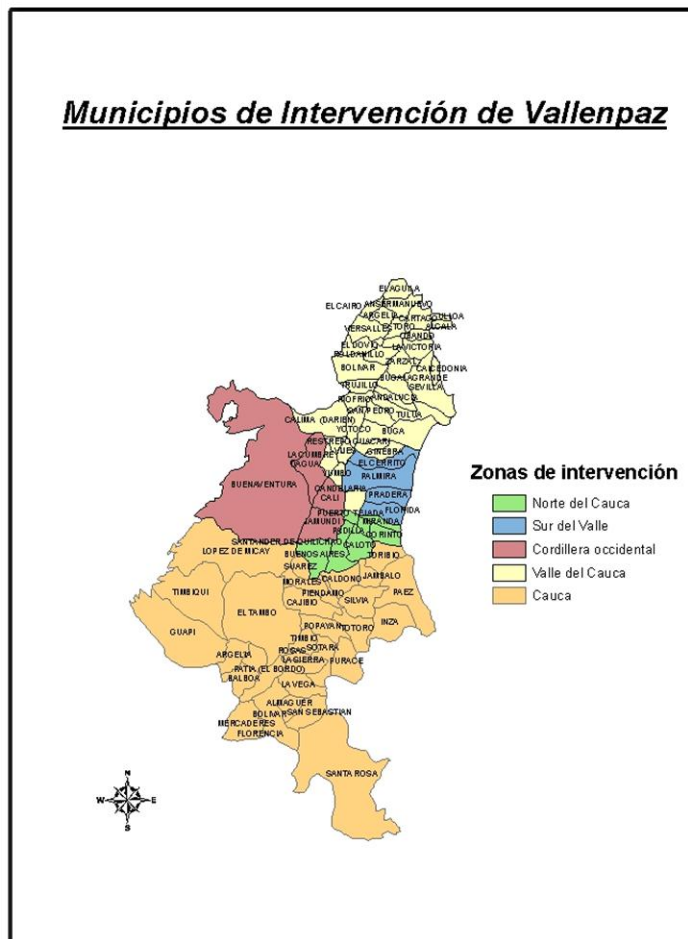 Municipios de Intervención de Vallenpaz
EL AGUILA
EL CAIRO
ANSERMANUEVO
ARGELIA
CARTAGO
ULLOA
ALCALA
VERSALLES
TORO
OBANDO
EL DOVIO
LA VICTORIA
ROLDANILLO
ZARZAL
BOLIVAR
CAICEDONIA
BUGALAGRANDE
SEVILLA
TRUJILLO
ANDALUCIA
RIOFRIO
SAN PEDRO
TULUA
CALIMA (DARIEN)
YOTOCO
BUGA
RESTREPO
GUACARI
GINEBRA
LA CUMBRE
VIJES
EL CERRITO
DAGUA
YUMBO
PALMIRA
BUENAVENTURA
CANDELARIA
CALI
PRADERA
PUERTO TEJADA
FLORIDA
JAMUNDI
MIRANDA
PADILLA
CORINTO
SANTANDER DE QUILICHAO
CALOTO
LOPEZ DE MICAY
BUENOS AIRES
TORIBIO
SUAREZ
CALDONO
JAMBALO
MORALES
TIMBIQUI
PIENDAMO
SILVIA
PAEZ
CAJIBIO
EL TAMBO
POPAYAN
TOTORO
INZA
GUAPI
TIMBIO
ROSAS
SOTARA
ARGELIA
LA SIERRA
PURACE
PATIA (EL BORDO)
BALBOA
LA VEGA
ALMAGUER
BOLIVAR
SAN SEBASTIAN
MERCADERES
FLORENCIA
SANTA ROSA
Zonas de intervención
Norte del Cauca
Sur del Valle
Cordillera occidental
Valle del Cauca
Cauca
N
W
E
S